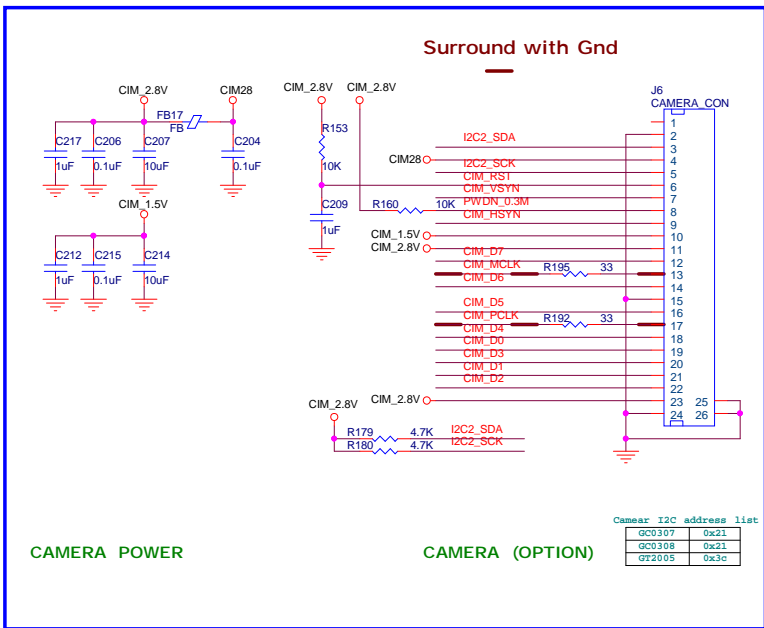 Surround with Gnd
CIM_2.8V
CIM28
FB17
FB
C217
1uF
C206
0.1uF
C207
10uF
C204
0.1uF
CIM_1.5V
C212
1uF
C215
0.1uF
C214
10uF
CIM_2.8V
CIM_2.8V
R153
10K
C209
1uF
R160
10K
J6
CAMERA_CON
I2C2_SDA
CIM28
I2C2_SCK
CIM_RST
CIM_VSYN
PWDN_0.3M
CIM_HSYN
CIM_1.5V
CIM_2.8V
CIM_D7
CIM_MCLK
R195
33
CIM_D6
CIM_D5
CIM_PCLK
R192
33
CIM_D4
CIM_D0
CIM_D3
CIM_D1
CIM_D2
CIM_2.8V
1
2
3
4
5
6
7
8
9
10
11
12
13
14
15
16
17
18
19
20
21
22
23
24
25
26
CIM_2.8V
R179
4.7K
I2C2_SDA
R180
4.7K
I2C2_SCK
CAMERA POWER
CAMERA (OPTION)
Camear I2C address list
GC0307 0x21
GC0308 0x21
GT2005 0x3c